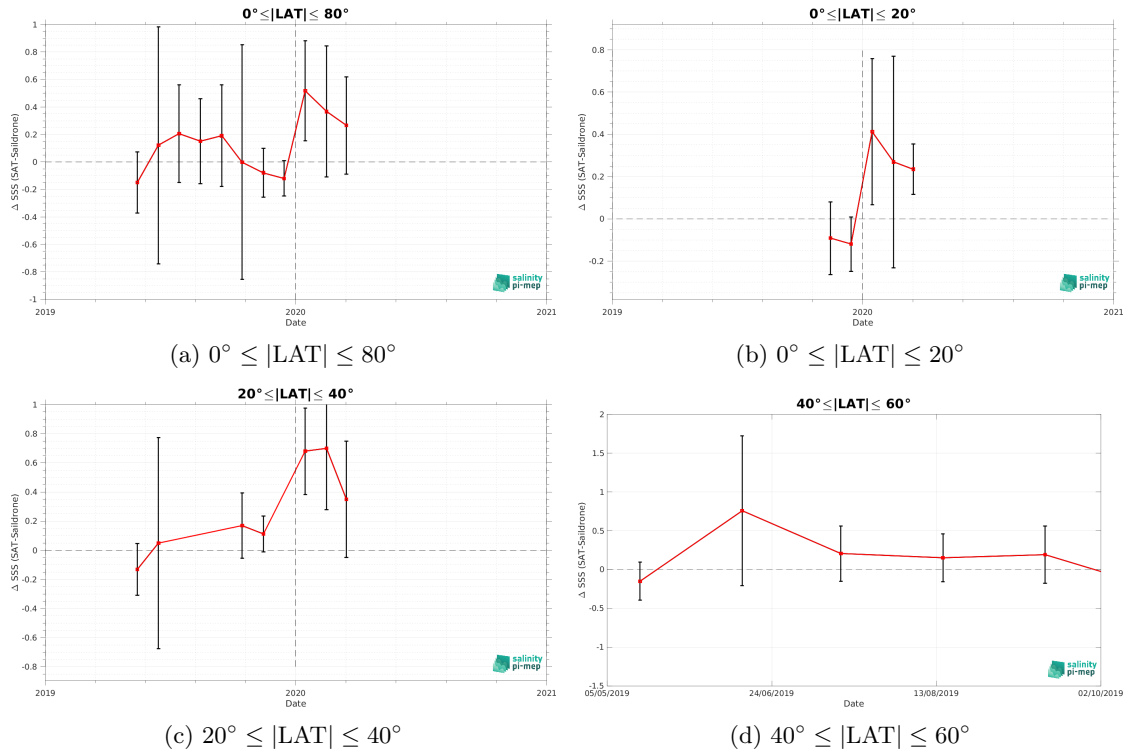 0°≤|LAT|≤ 80°
1
0.8
0.6
0.4
0.2
0
-0.2
-0.4
-0.6
-0.8
-1
Δ SSS (SAT-Saildrone)
2019
2020
2021
Date
salinity
pi-mep
(a) 0° ≤ |LAT| ≤ 80°
0°≤|LAT|≤ 20°
0.8
0.6
0.4
0.2
0
-0.2
Δ SSS (SAT-Saildrone)
2019
2020
2021
Date
salinity
pi-mep
(b) 0° ≤ |LAT| ≤ 20°
20°≤|LAT|≤ 40°
1
0.8
0.6
0.4
0.2
0
-0.2
-0.4
-0.6
-0.8
Δ SSS (SAT-Saildrone)
2019
2020
2021
Date
salinity
pi-mep
(c) 20° ≤ |LAT| ≤ 40°
40°≤|LAT|≤ 60°
2
1.5
1
0.5
0
-0.5
-1
-1.5
Δ SSS (SAT-Saildrone)
05/05/2019
24/06/2019
13/08/2019
02/10/2019
Date
salinity
pi-mep
(d) 40° ≤ |LAT| ≤ 60°